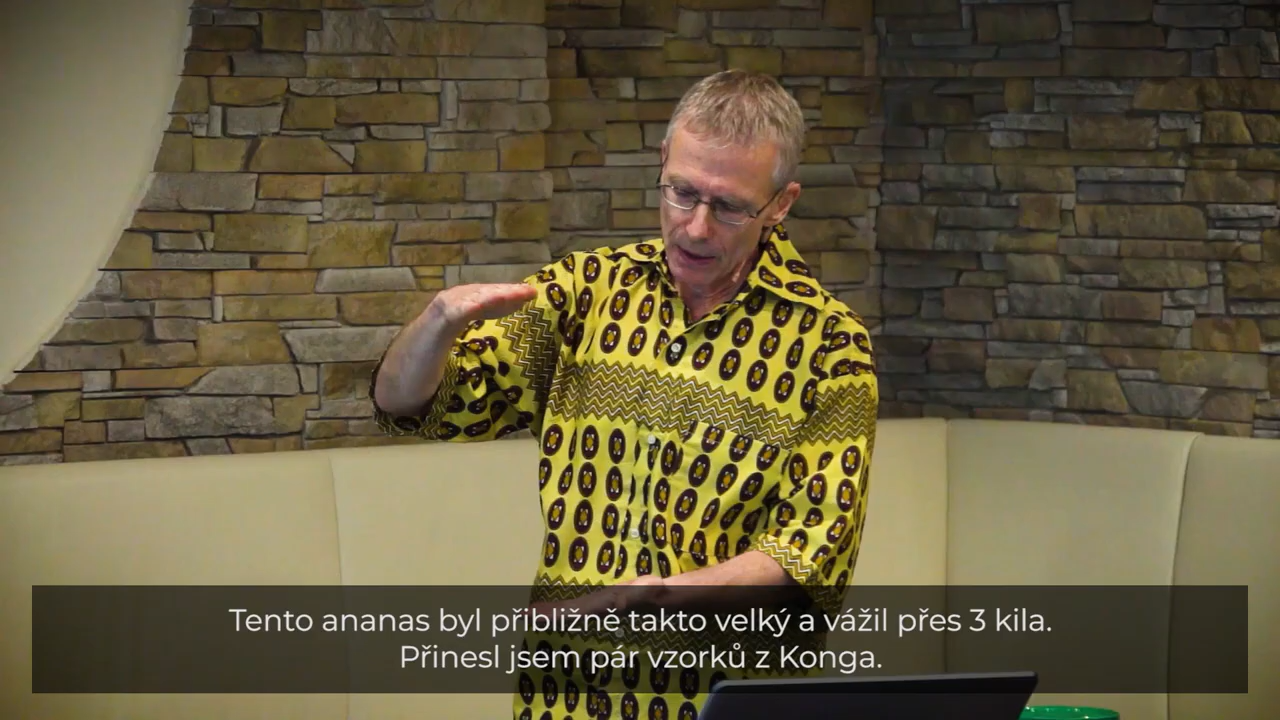 Tento ananas byl přibližně takto velký a vážil přes 3 kila.
Přinesl jsem pár vzorků z Konga.